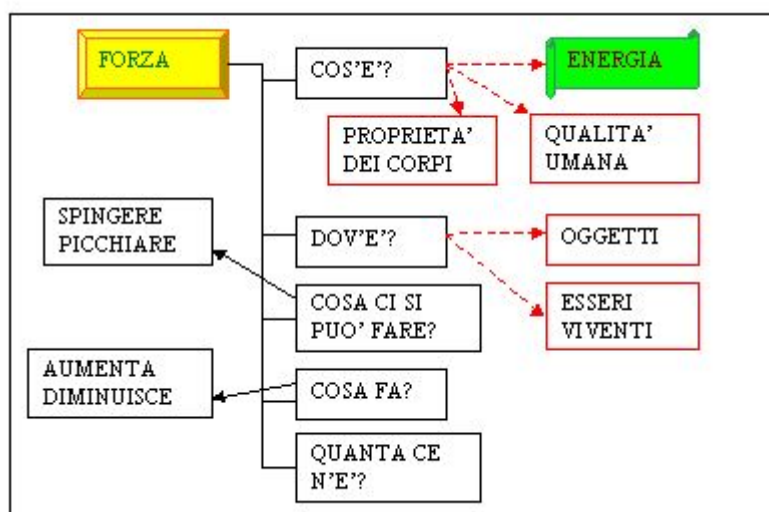 FORZA
COS'E'?
ENERGIA
PROPRIETA'
DEI CORPI
QUALITA'
UMANA
SPINGERE
PICCHIARE
DOV'E'?
OGGETTI
COSA CI SI
PUO' FARE?
ESSERI
VIVENTI
AUMENTA
DIMINUISCE
COSA FA?
QUANTA CE
N'E'?